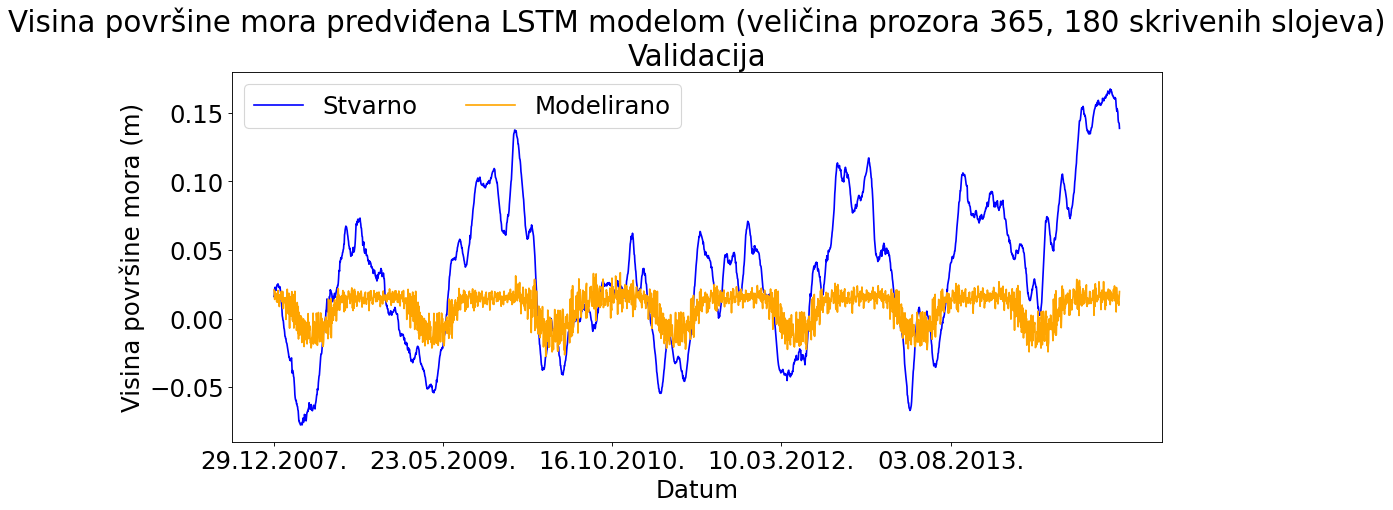 Visina površine mora predviđena LSTM modelom (veličina prozora 365, 180 skrivenih slojeva)
Validacija
Stvarno
Modelirano
Visina površine mora (m)
0.15
0.10
0.05
0.00
−0.05
29.12.2007.
23.05.2009.
16.10.2010.
10.03.2012.
03.08.2013.
Datum